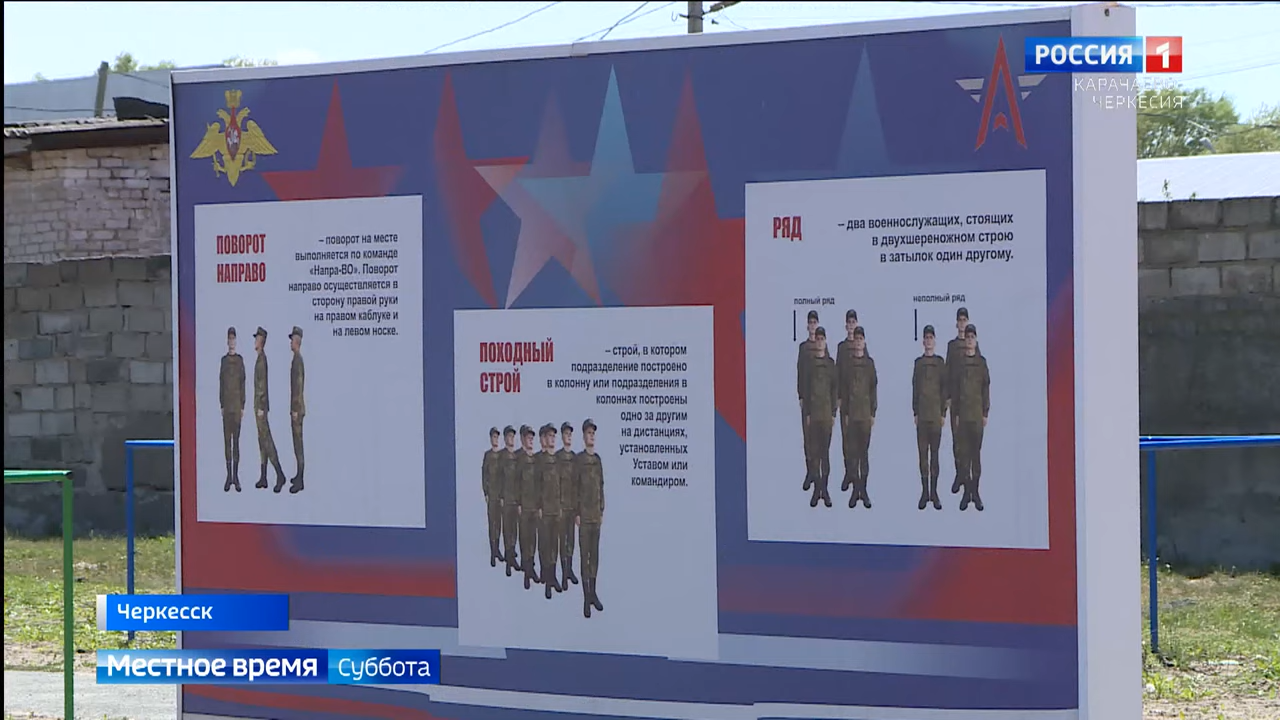 РОССИЯ 1
КАРАЧАЕВО-
ЧЕРКЕСИЯ
ПОВОРОТ
НАПРАВО
– поворот на месте
выполняется по команде
«Напра-ВО». Поворот
направо осуществляется в
сторону правой руки
на правом каблуке и
на левом носке.
ПОХОДНЫЙ
СТРОЙ
– строй, в котором
подразделение построено
в колонну или подразделения в
колоннах построены
одно за другим
на дистанциях,
установленных
Уставом или
командиром.
РЯД
– два военнослужащих, стоящих
в двухшереножном строю
в затылок один другому.
полный ряд
неполный ряд
Черкесск
Местное время Суббота